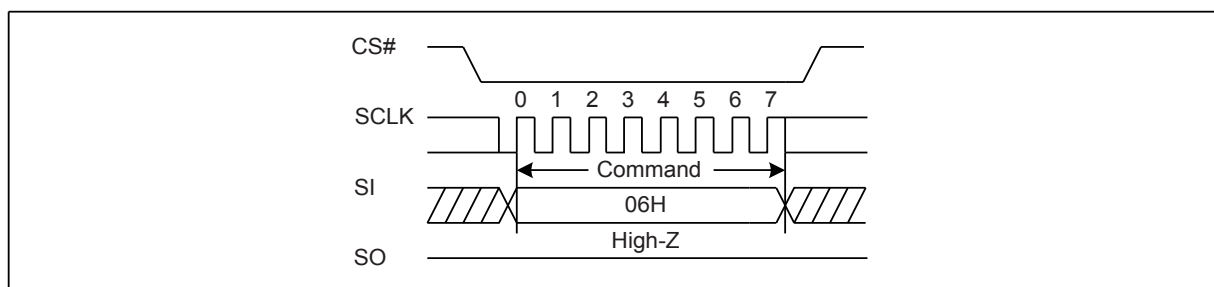 CS#
0 1 2 3 4 5 6 7
SCLK
Command
SI
06H
High-Z
SO